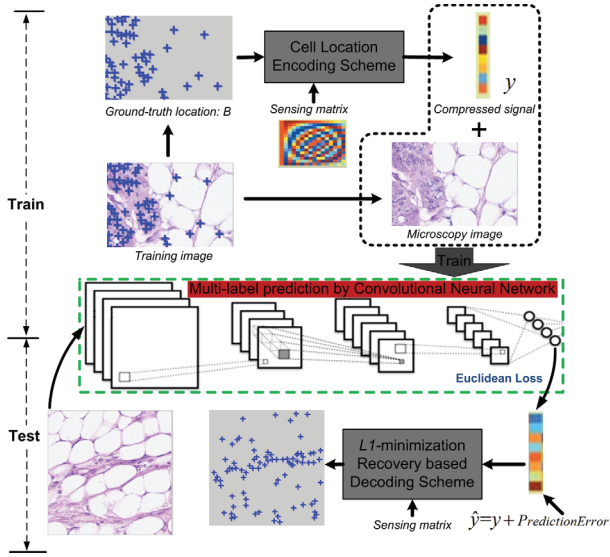 Cell Location
Encoding Scheme
y
Ground-truth location: B
Sensing matrix
Compressed signal
+
Training image
Microscopy image
Train
Train
Multi-label prediction by Convolutional Neural Network
Euclidean Loss
Test
L1-minimization
Recovery based
Decoding Scheme
Sensing matrix
ŷ=y+PredictionError